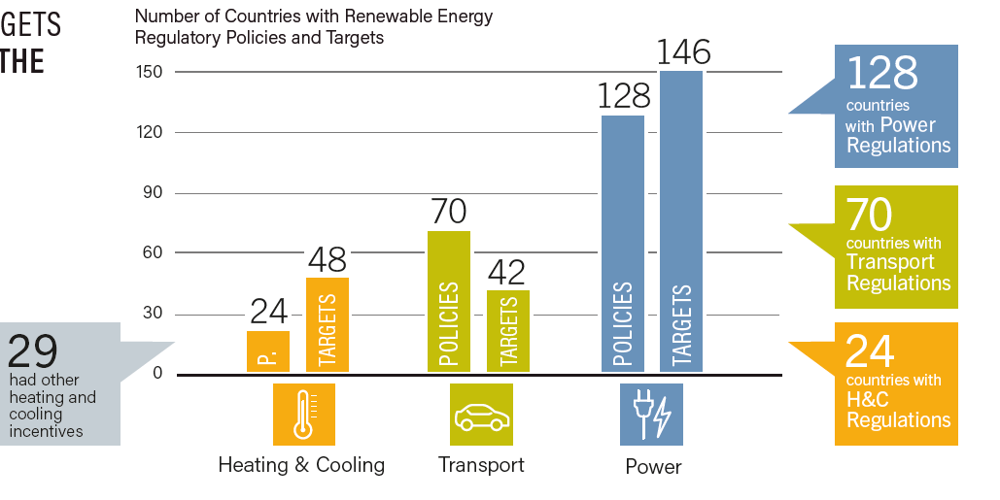 GETS
THE
Number of Countries with Renewable Energy
Regulatory Policies and Targets
150
120
90
60
30
0
24
P.
48
TARGETS
70
POLICIES
42
TARGETS
128
POLICIES
146
TARGETS
Heating & Cooling
Transport
Power
29
had other
heating and
cooling
incentives
128
countries
with Power
Regulations
70
countries with
Transport
Regulations
24
countries with
H&C
Regulations